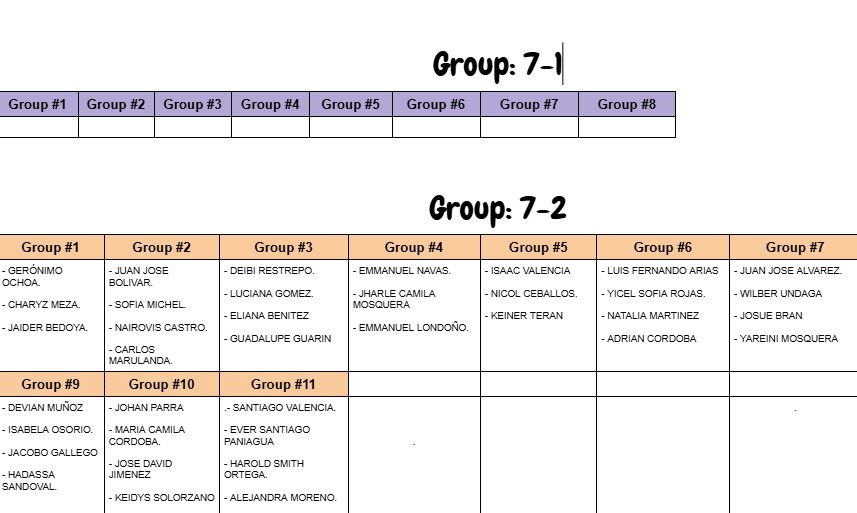 Group: 7-1
Group #1 Group #2 Group #3 Group #4 Group #5 Group #6 Group #7 Group #8
Group: 7-2
Group #1 Group #2 Group #3 Group #4 Group #5 Group #6 Group #7
- GERÓNIMO
OCHOA.
- CHARYZ MEZA.
- JAIDER BEDOYA.
- JUAN JOSE
BOLIVAR.
- SOFIA MICHEL.
- NAIROVIS CASTRO.
- CARLOS
MARULANDA.
- DEIBI RESTREPO.
- LUCIANA GOMEZ.
- ELIANA BENITEZ
- GUADALUPE GUARIN
- EMMANUEL NAVAS.
- JHARLE CAMILA
MOSQUERA
- EMMANUEL LONDOÑO.
- ISAAC VALENCIA
- NICOL CEBALLOS.
- KEINER TERAN
- LUIS FERNANDO ARIAS
- YICEL SOFIA ROJAS.
- NATALIA MARTINEZ
- ADRIAN CORDOBA
- JUAN JOSE ALVAREZ.
- WILBER UNDAGA
- JOSUE BRAN
- YAREINI MOSQUERA
Group #9 Group #10 Group #11
- DEVIAN MUÑOZ
- ISABELA OSORIO.
- JACOBO GALLEGO
- HADASSA
SANDOVAL.
- JOHAN PARRA
- MARIA CAMILA
CORDOBA.
- JOSE DAVID
JIMENEZ
- KEIDYS SOLORZANO
.- SANTIAGO VALENCIA.
- EVER SANTIAGO
PANIAGUA
- HAROLD SMITH
ORTEGA.
- ALEJANDRA MORENO.
.
.